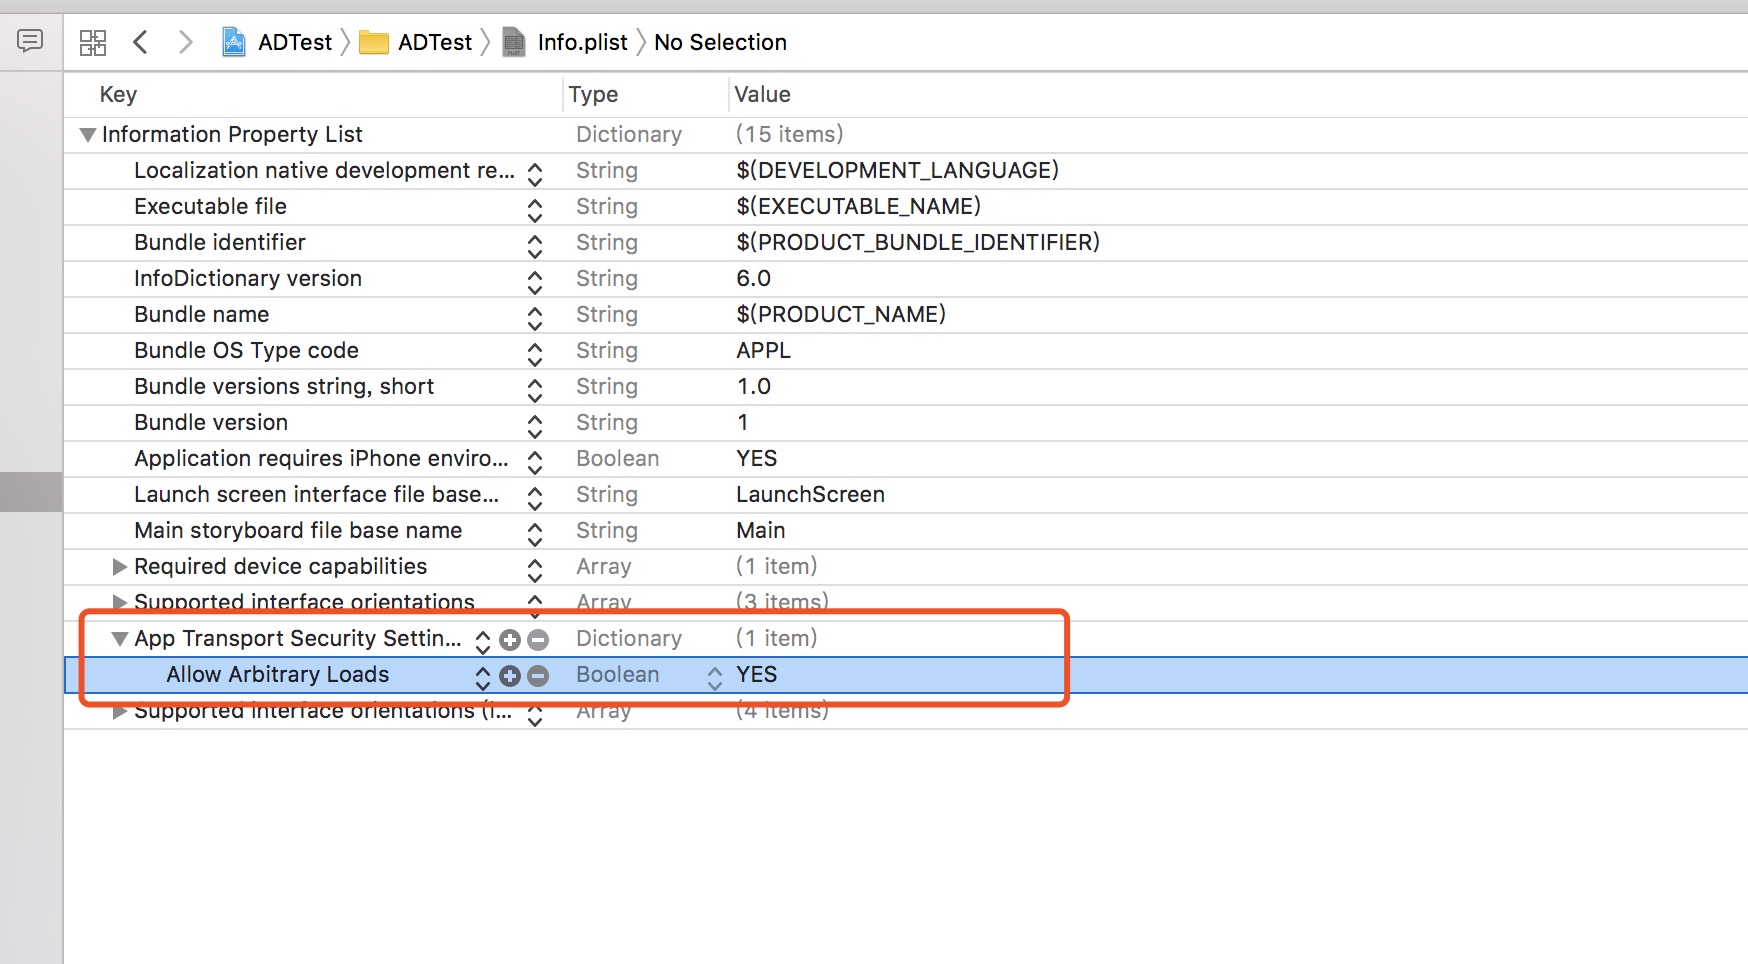 ADTest ADTest Info.plist No Selection
Key Type Value
Information Property List Dictionary (15 items)
Localization native development re... String $(DEVELOPMENT_LANGUAGE)
Executable file String $(EXECUTABLE_NAME)
Bundle identifier String $(PRODUCT_BUNDLE_IDENTIFIER)
InfoDictionary version String 6.0
Bundle name String $(PRODUCT_NAME)
Bundle OS Type code String APPL
Bundle versions string, short String 1.0
Bundle version String 1
Application requires iPhone enviro... Boolean YES
Launch screen interface file base... String LaunchScreen
Main storyboard file base name String Main
Required device capabilities Array (1 item)
Supported interface orientations Array (3 items)
App Transport Security Settin... Dictionary (1 item)
Allow Arbitrary Loads Boolean YES
Supported interface orientations (i... Array (4 items)